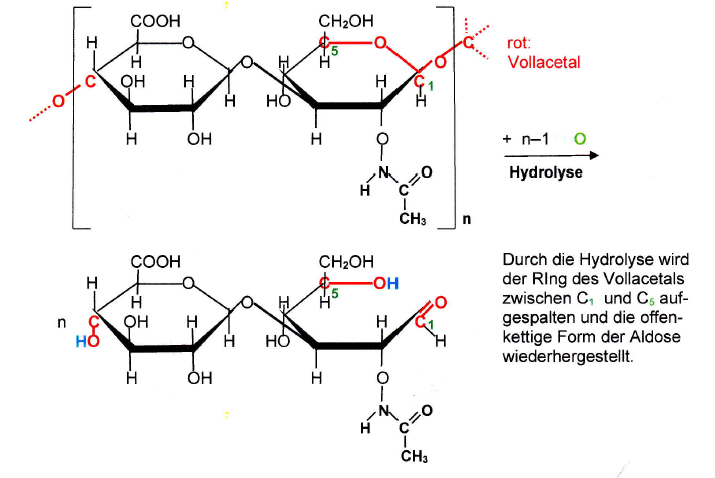 COOH
CH₂OH
H
O
O
C₅
O
C
O
rot:
Vollacetal
H
C
OH
H
H
HO
H
C₁
H
O
H
OH
H
O
+ n–1 O
Hydrolyse
N
H
C
O
CH₃
n
COOH
CH₂OH
H
O
O
C₅
OH
H
O
n
C
HO
OH
H
H
HO
H
C₁
H
H
OH
H
O
N
H
C
O
CH₃
Durch die Hydrolyse wird
der RIng des Vollacetals
zwischen C₁ und C₅ auf-
gespalten und die offen-
kettige Form der Aldose
wiederhergestellt.